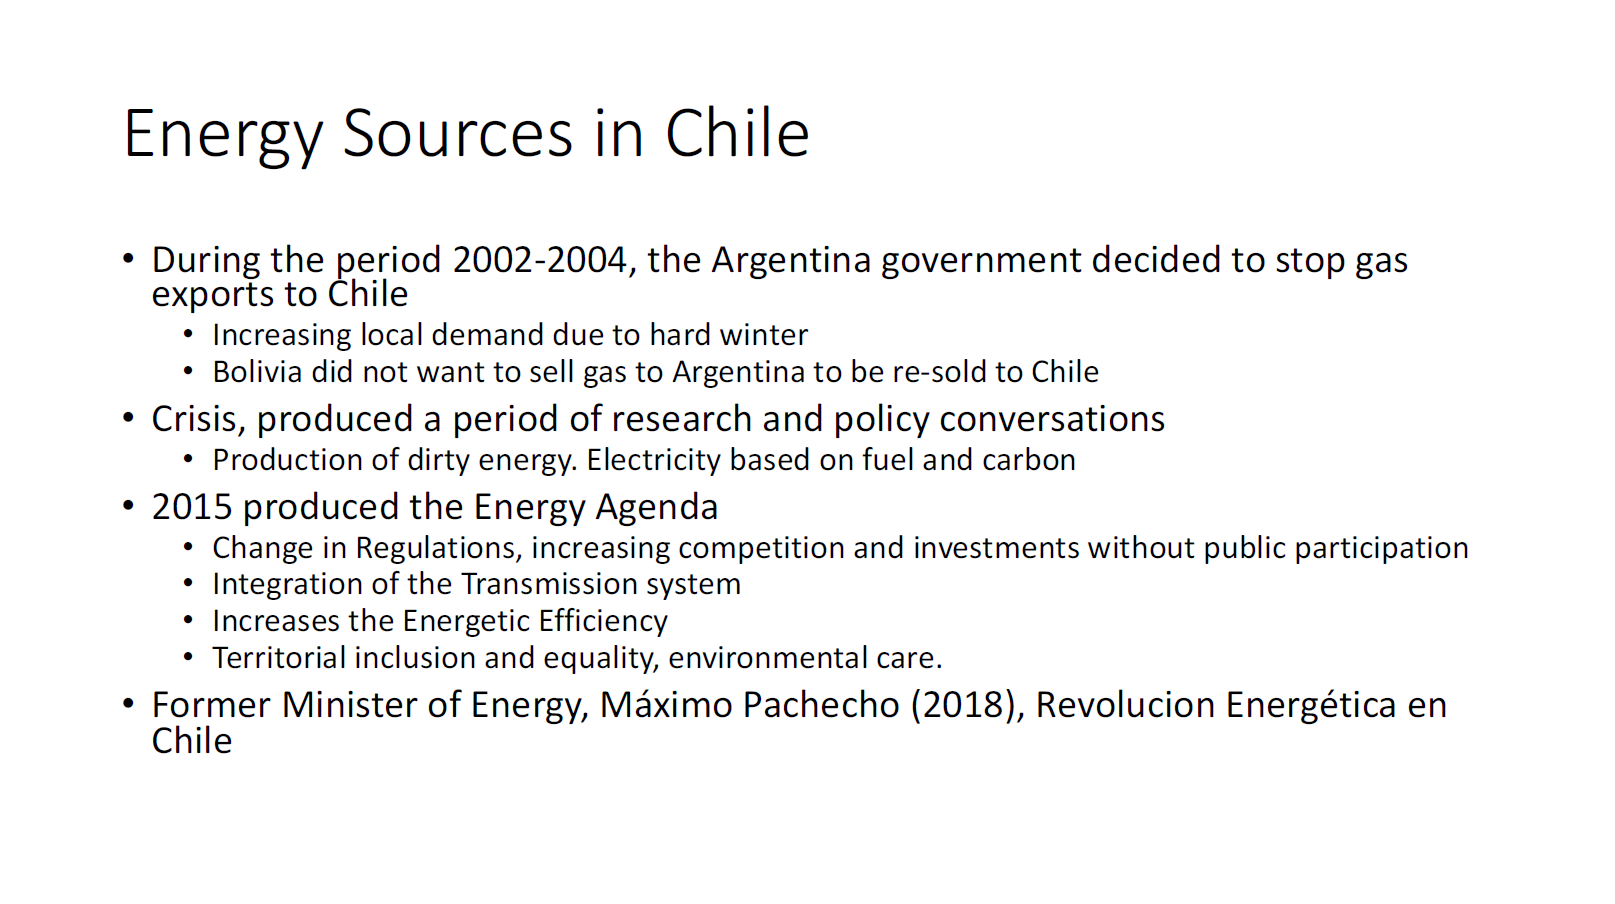 Energy Sources in Chile
• During the period 2002-2004, the Argentina government decided to stop gas
exports to Chile
• Increasing local demand due to hard winter
• Bolivia did not want to sell gas to Argentina to be re-sold to Chile
• Crisis, produced a period of research and policy conversations
• Production of dirty energy. Electricity based on fuel and carbon
• 2015 produced the Energy Agenda
• Change in Regulations, increasing competition and investments without public participation
• Integration of the Transmission system
• Increases the Energetic Efficiency
• Territorial inclusion and equality, environmental care.
• Former Minister of Energy, Máximo Pachecho (2018), Revolucion Energética en
Chile